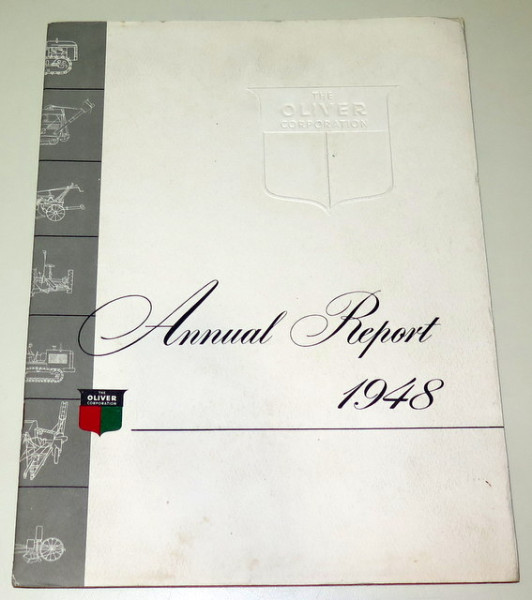 THE
OLIVER
CORPORATION
Annual Report
1948
THE
OLIVER
CORPORATION